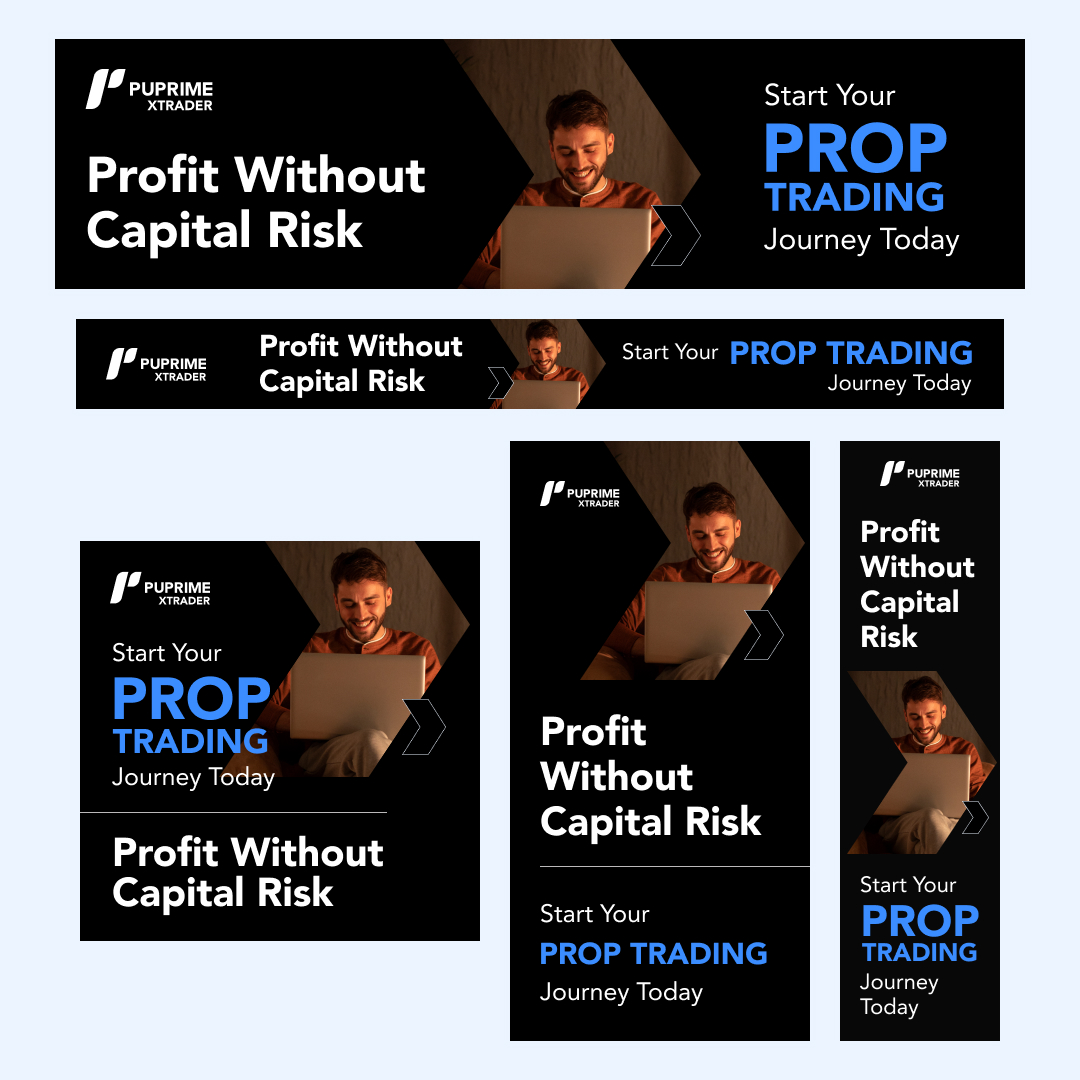 PUPRIME
XTRADER
Profit Without
Capital Risk
Start Your
PROP
TRADING
Journey Today
PUPRIME
XTRADER
Profit Without
Capital Risk
Start Your PROP TRADING
Journey Today
PUPRIME
XTRADER
Start Your
PROP
TRADING
Journey Today
Profit Without
Capital Risk
PUPRIME
XTRADER
Profit
Without
Capital Risk
Start Your
PROP TRADING
Journey Today
PUPRIME
XTRADER
Profit
Without
Capital
Risk
Start Your
PROP
TRADING
Journey
Today